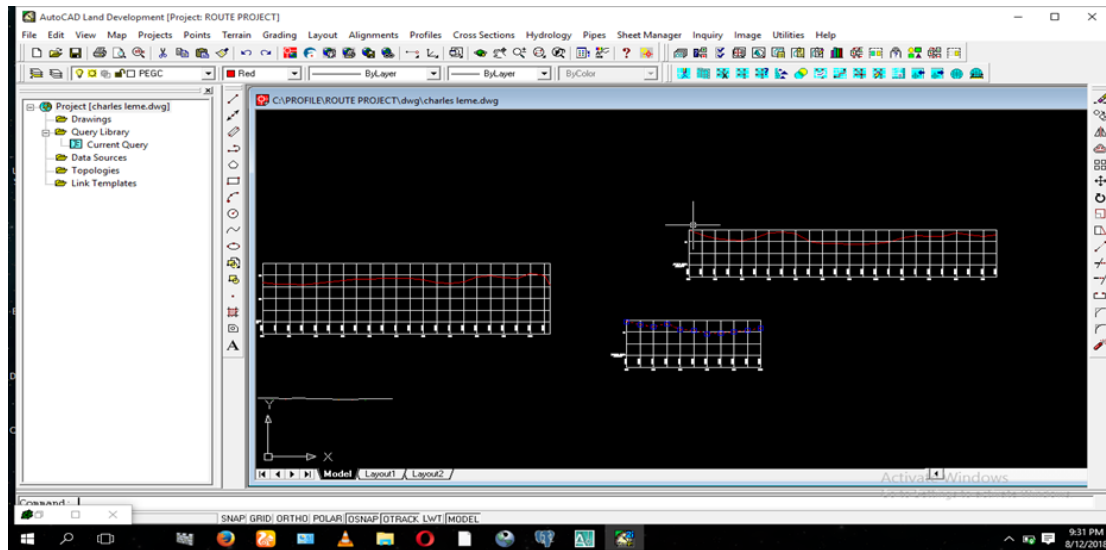 AutoCAD Land Development [Project: ROUTE PROJECT]
File Edit View Map Projects Points Terrain Grading Layout Alignments Profiles Cross Sections Hydrology Pipes Sheet Manager Inquiry Image Utilities Help
PEGC Red ByLayer ByLayer ByColor
C:\PROFILE\ROUTE PROJECT\dwg\charles leme.dwg
Project [charles leme.dwg]
Drawings
Query Library
Current Query
Data Sources
Topologies
Link Templates
A
Y
X
Model Layout1 Layout2
Activate Windows
Command:
SNAP GRID ORTHO POLAR OSNAP OTRACK LWT MODEL
9:31 PM
8/12/2018